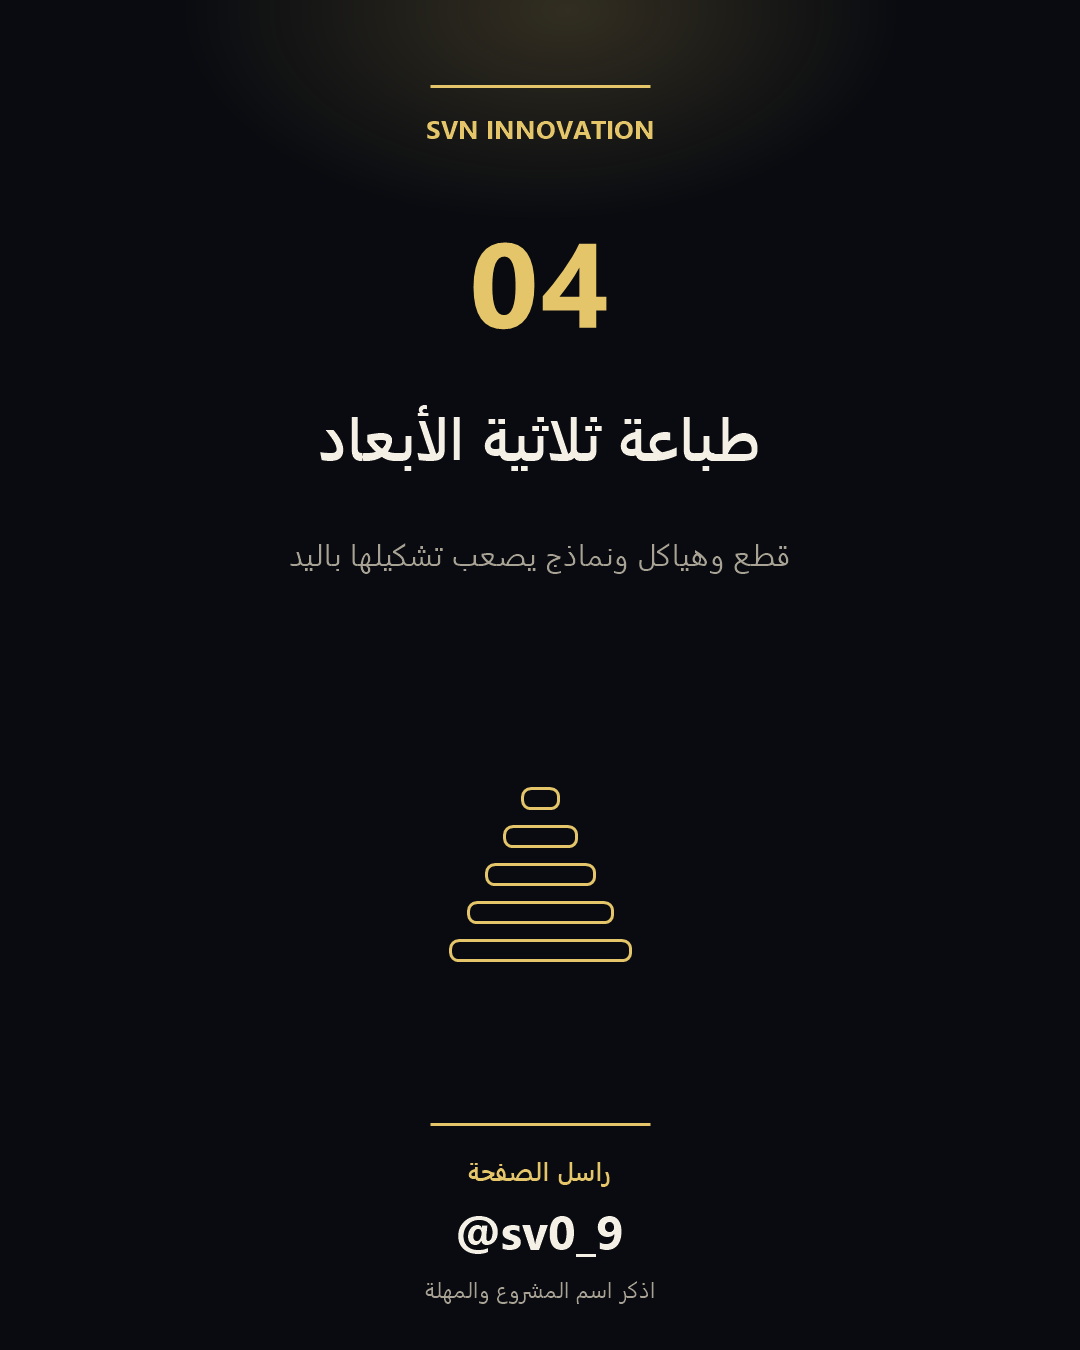 SVN INNOVATION
04
طباعة ثلاثية الأبعاد
قطع وهياكل ونماذج يصعب تشكيلها باليد
راسل الصفحة
@sv0_9
اذكر اسم المشروع والمهلة